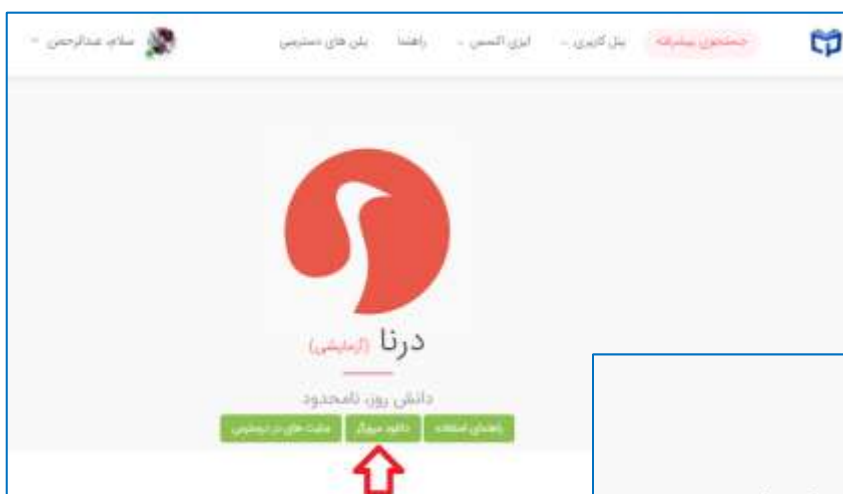 جستجوی پیشرفته پنل کاربری ایزی اکسس راهنما پلن های دسترسی سلام، عبدالرحمن
درنا (آزمایشی)
دانش روز، نامحدود
راهنمای استفاده دانلود مرورگر سایت های در دسترس